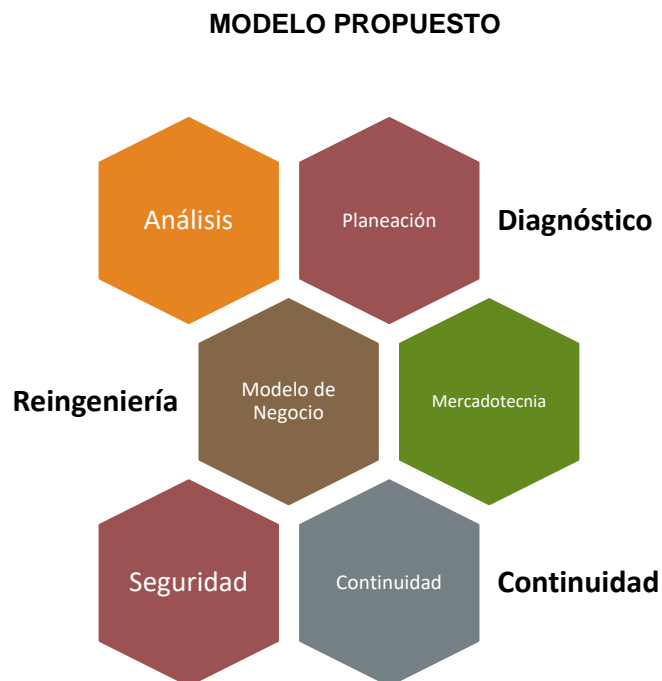 MODELO PROPUESTO
Análisis
Planeación
Diagnóstico
Reingeniería
Modelo de
Negocio
Mercadotecnia
Seguridad
Continuidad
Continuidad